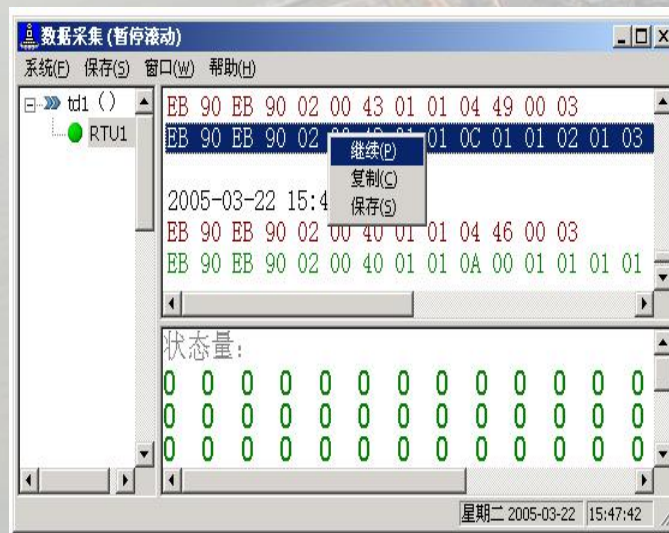 数据采集 (暂停滚动)
系统(F) 保存(S) 窗口(W) 帮助(H)
td1 ()
RTU1
EB 90 EB 90 02 00 43 01 01 04 49 00 03
EB 90 EB 90 02 01 0C 01 01 02 01 03
继续(P)
复制(C)
保存(S)
2005-03-22 15:4
EB 90 EB 90 02 00 40 01 01 04 46 00 03
EB 90 EB 90 02 00 40 01 01 0A 00 01 01 01 01
状态量:
0 0 0 0 0 0 0 0 0 0 0 0 0
0 0 0 0 0 0 0 0 0 0 0 0 0
0 0 0 0 0 0 0 0 0 0 0 0 0
星期二 2005-03-22 15:47:42